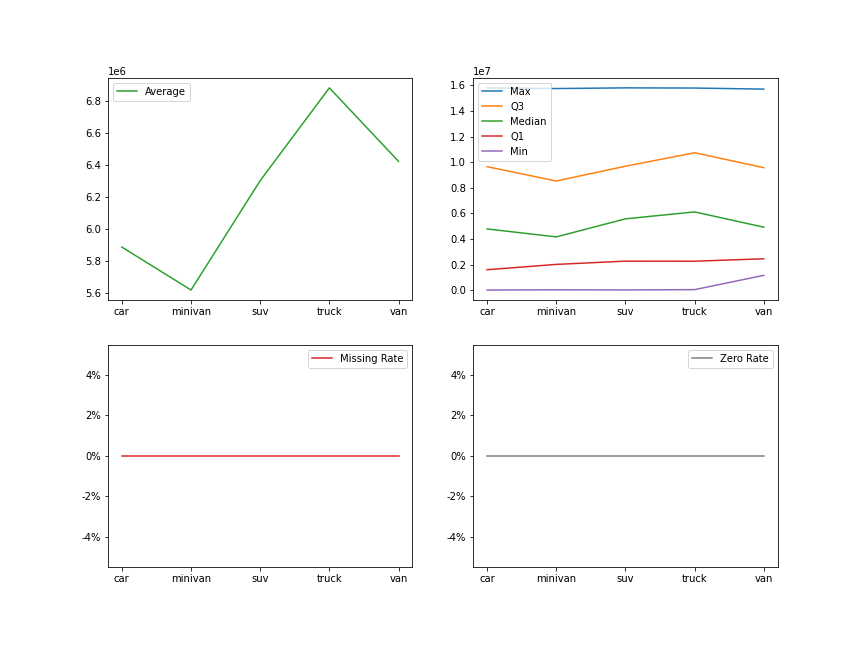 1e6
Average
6.8
6.6
6.4
6.2
6.0
5.8
5.6
car minivan suv truck van
1e7
Max
Q3
Median
Q1
Min
1.6
1.4
1.2
1.0
0.8
0.6
0.4
0.2
0.0
car minivan suv truck van
Missing Rate
4%
2%
0%
-2%
-4%
car minivan suv truck van
Zero Rate
4%
2%
0%
-2%
-4%
car minivan suv truck van